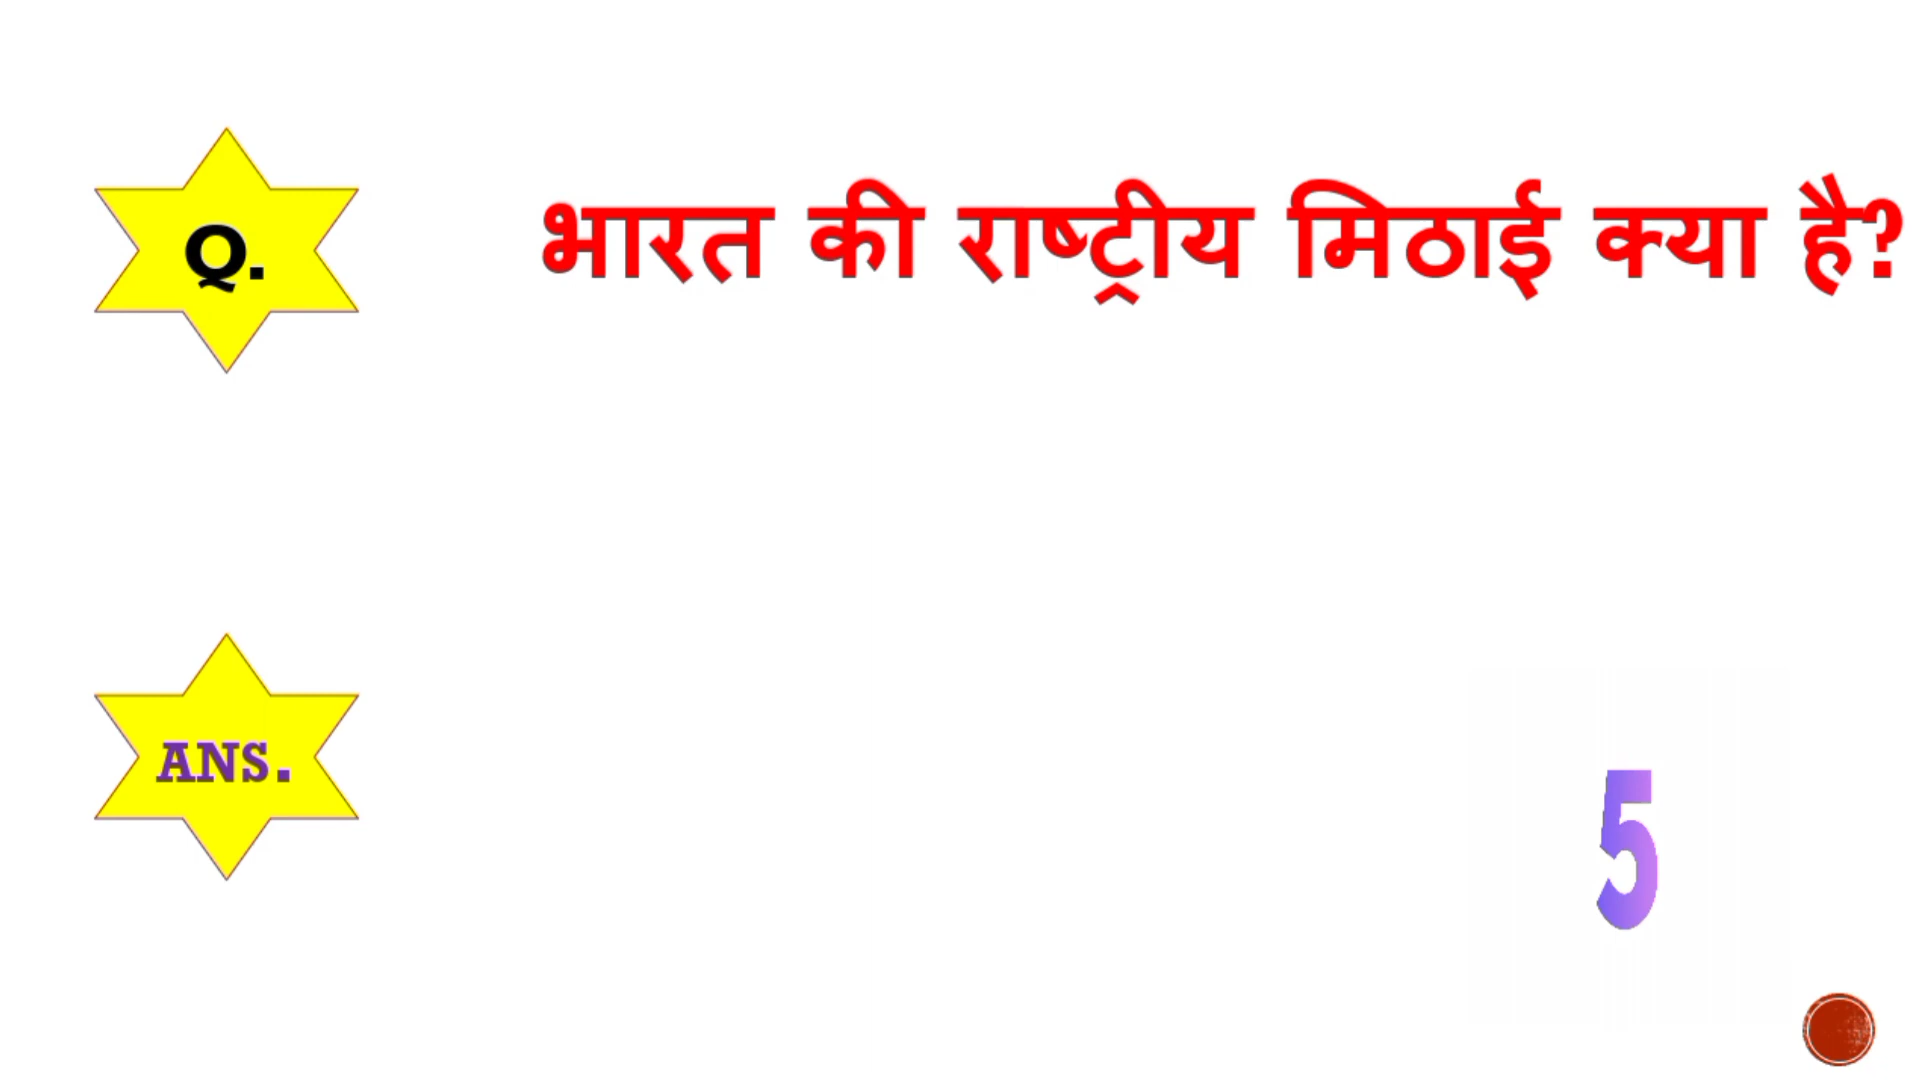 Q.
भारत की राष्ट्रीय मिठाई क्या है?
ANS.
5